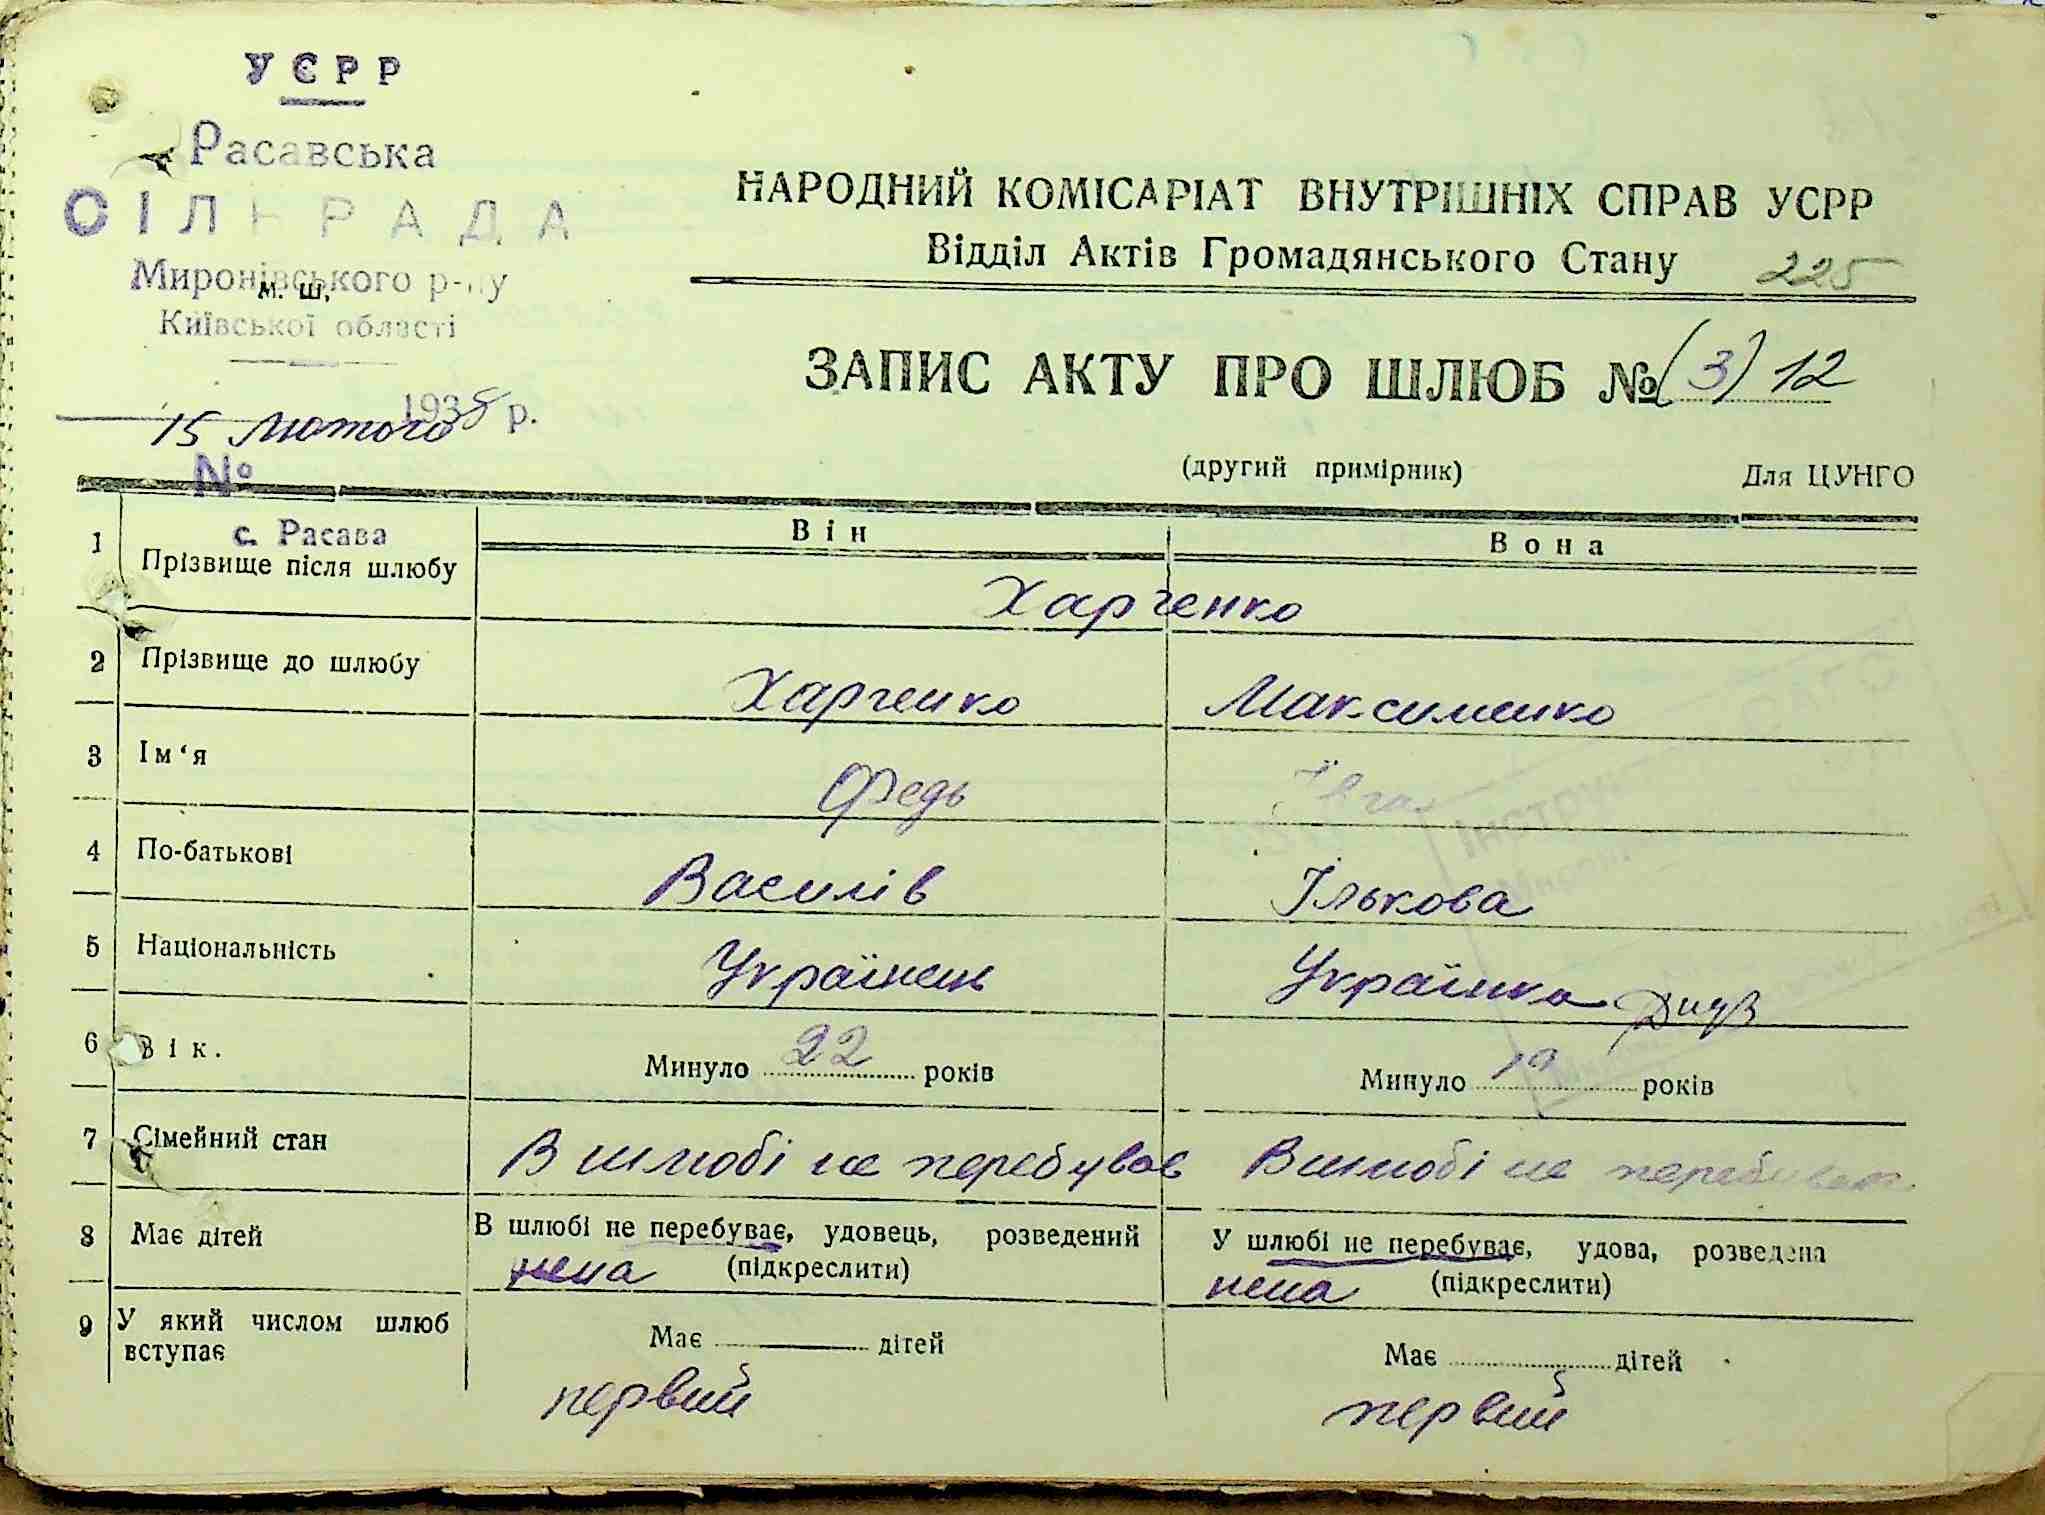 УЄРР
Расавська
СІЛЬРАДА
Миронівського р-ну
м. ш.
Київської області
15 Лютого 1935 р.
№
с. Расава
НАРОДНИЙ КОМІСАРІАТ ВНУТРІШНІХ СПРАВ УСРР
Відділ Актів Громадянського Стану 225
ЗАПИС АКТУ ПРО ШЛЮБ № (3) 12
(другий примірник) Для ЦУНГО
Він Вона
1 Прізвище після шлюбу Харченко
2 Прізвище до шлюбу Харченко Максименко
3 Ім‘я Федь
4 По-батькові Василів Ількова
5 Національність Українець Українка
6 Вік. Минуло 22 років Минуло 19 років
7 Сімейний стан В шлюбі не перебував В шлюбі не перебувала
8 Має дітей В шлюбі не перебуває, удовець, розведений У шлюбі не перебуває, удова, розведена
нема (підкреслити) нема (підкреслити)
9 У який числом шлюб вступає Має дітей Має дітей
первий первий